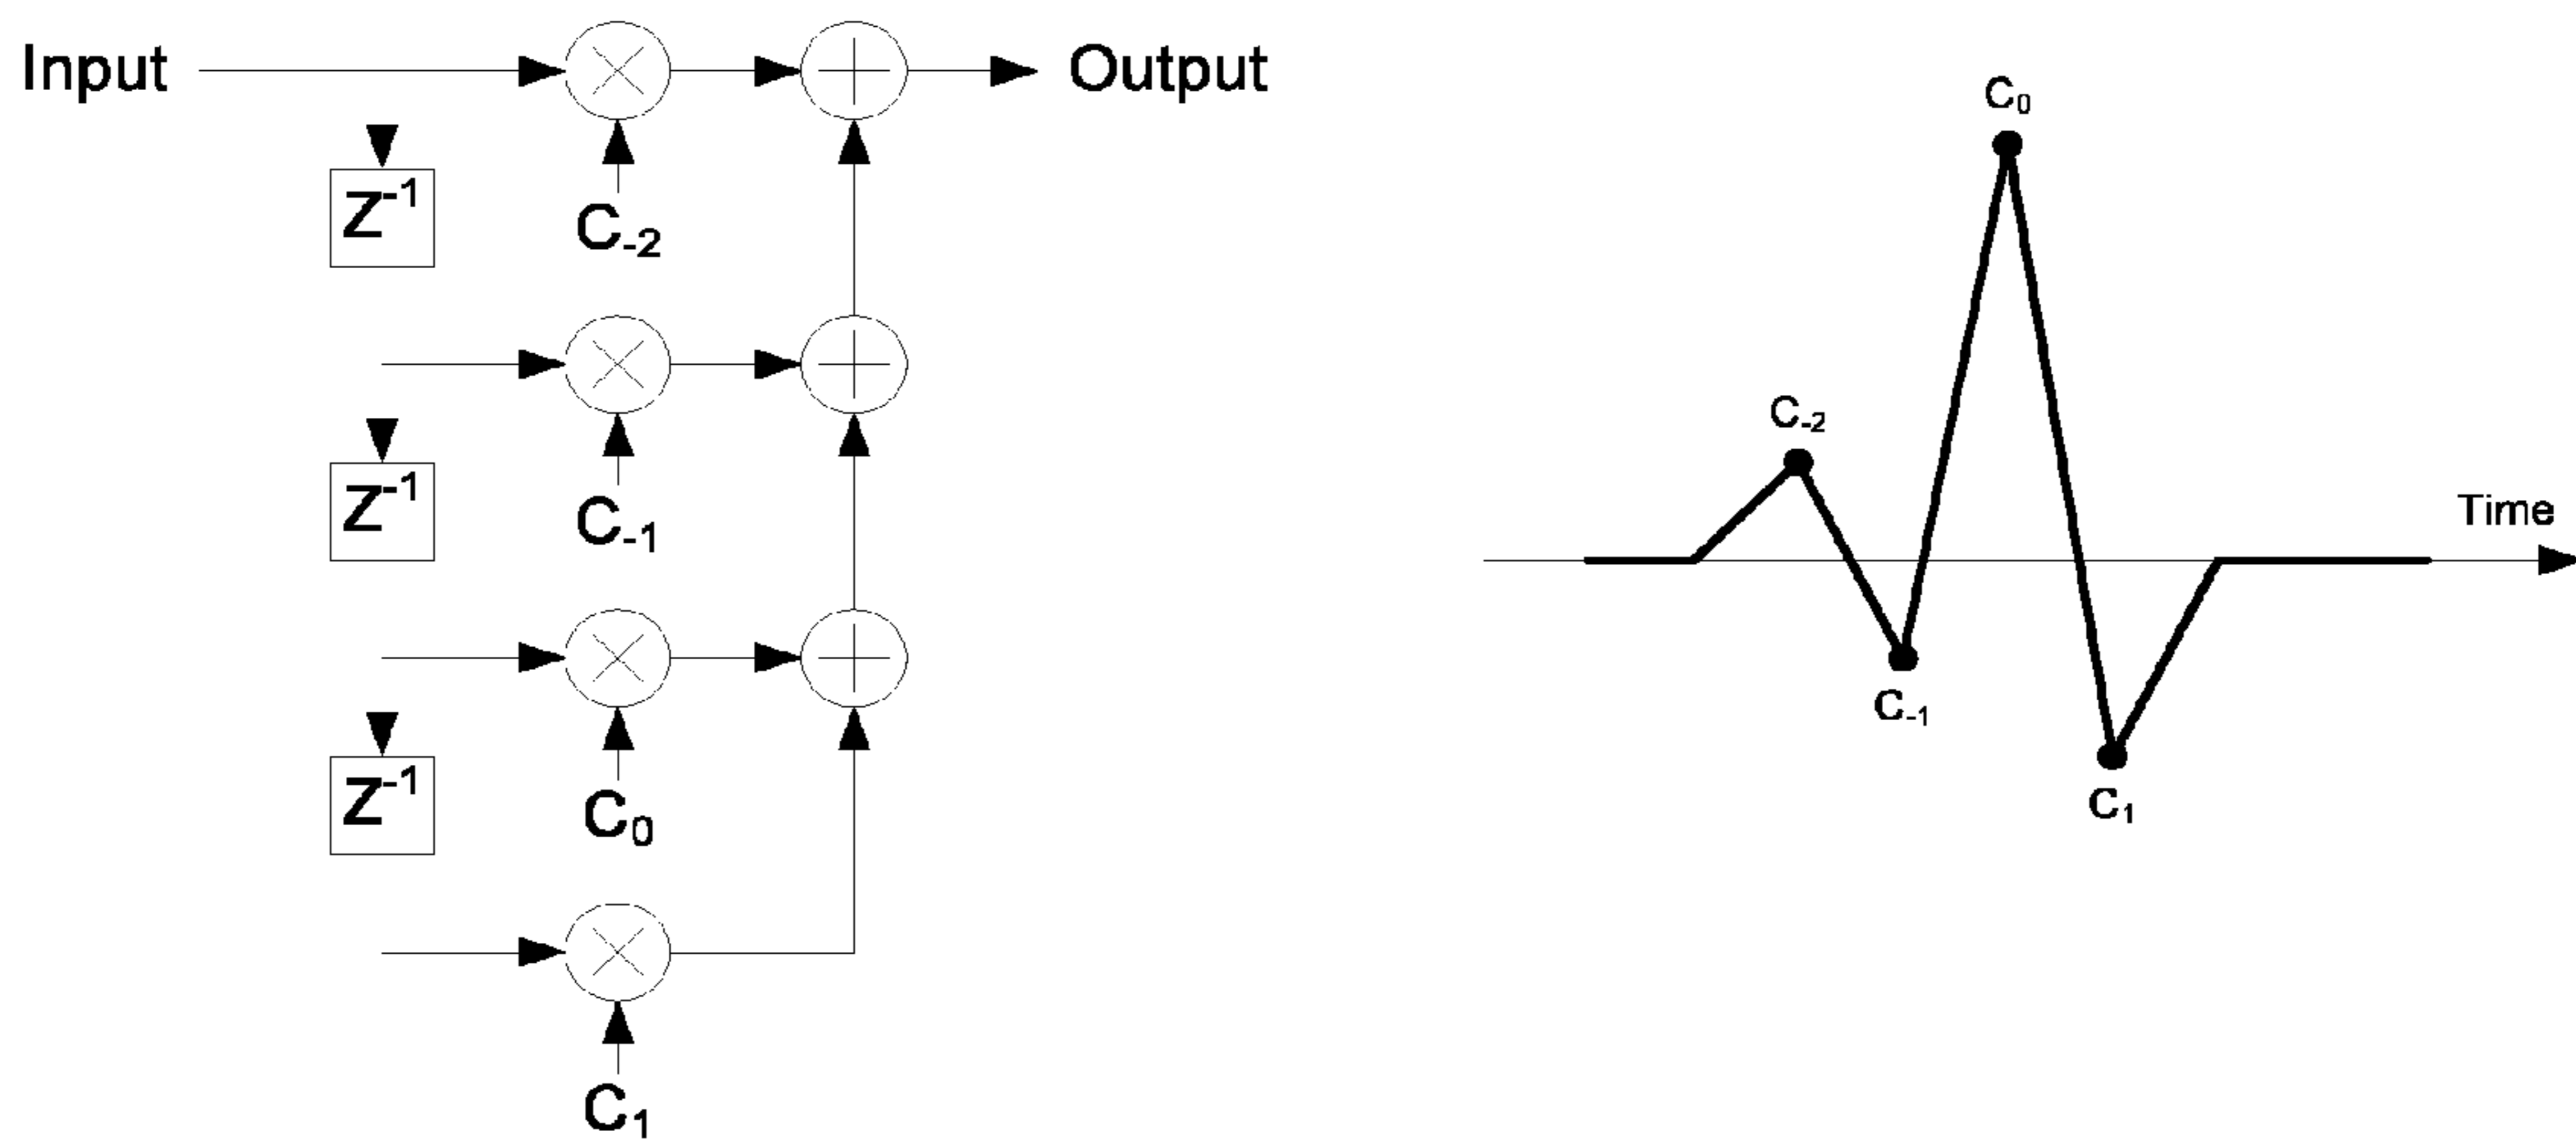 Input
Output
Z⁻¹
C₋₂
Z⁻¹
C₋₁
Z⁻¹
C₀
C₁
C₀
C₋₂
Time
C₋₁
C₁